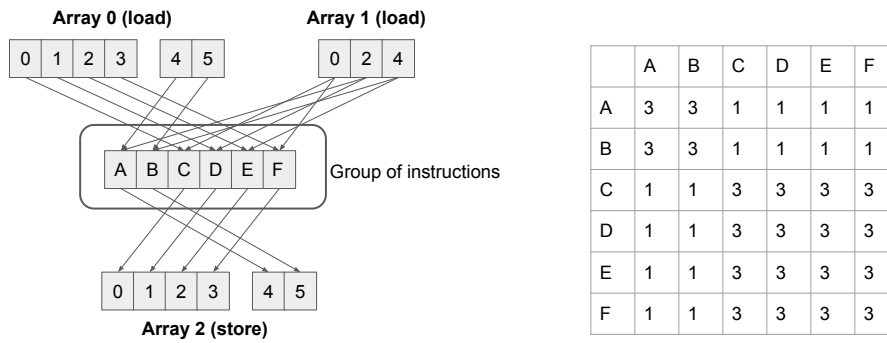 Array 0 (load) Array 1 (load)
0 1 2 3 4 5 0 2 4
A B C D E F
Group of instructions
0 1 2 3 4 5
Array 2 (store)
A B C D E F
A 3 3 1 1 1 1
B 3 3 1 1 1 1
C 1 1 3 3 3 3
D 1 1 3 3 3 3
E 1 1 3 3 3 3
F 1 1 3 3 3 3